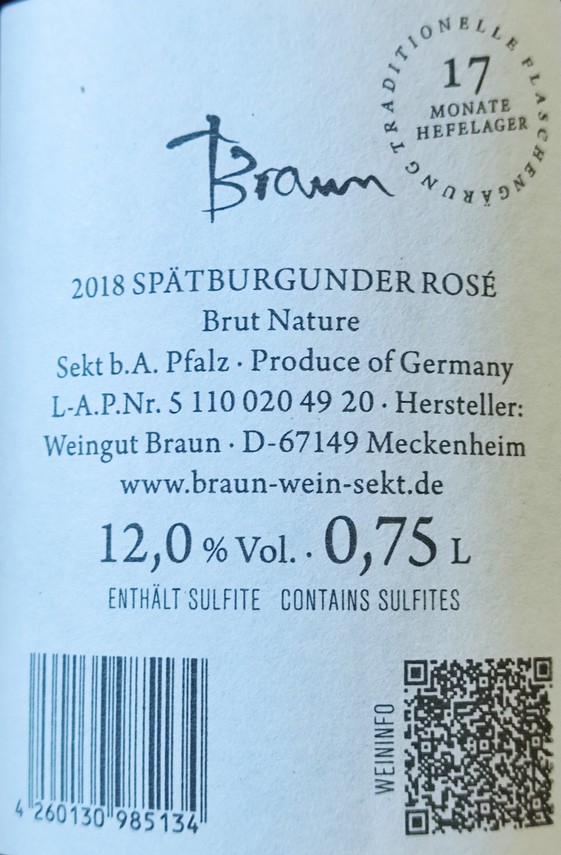 TRADITIONELLE FLASCHENGÄRUNG
17
MONATE
HEFELAGER
Braun
2018 SPÄTBURGUNDER ROSÉ
Brut Nature
Sekt b.A. Pfalz · Produce of Germany
L-A.P.Nr. 5 110 020 49 20 · Hersteller:
Weingut Braun · D-67149 Meckenheim
www.braun-wein-sekt.de
12,0 % Vol. · 0,75 L
ENTHÄLT SULFITE CONTAINS SULFITES
WEININFO
4 260130 985134